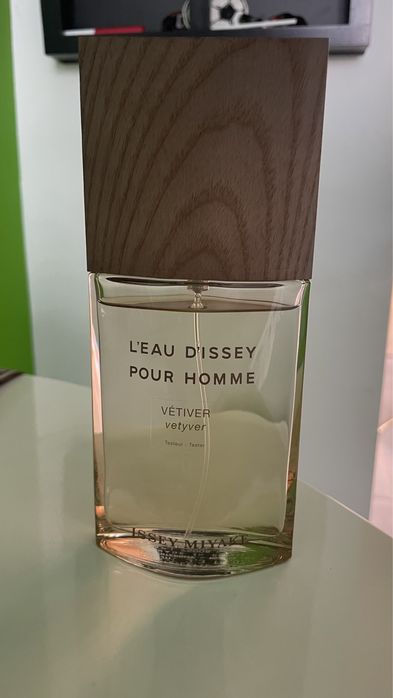 L'EAU D'ISSEY
POUR HOMME
VÉTIVER
vetyver
Testeur - Tester
ISSEY MIYAKE